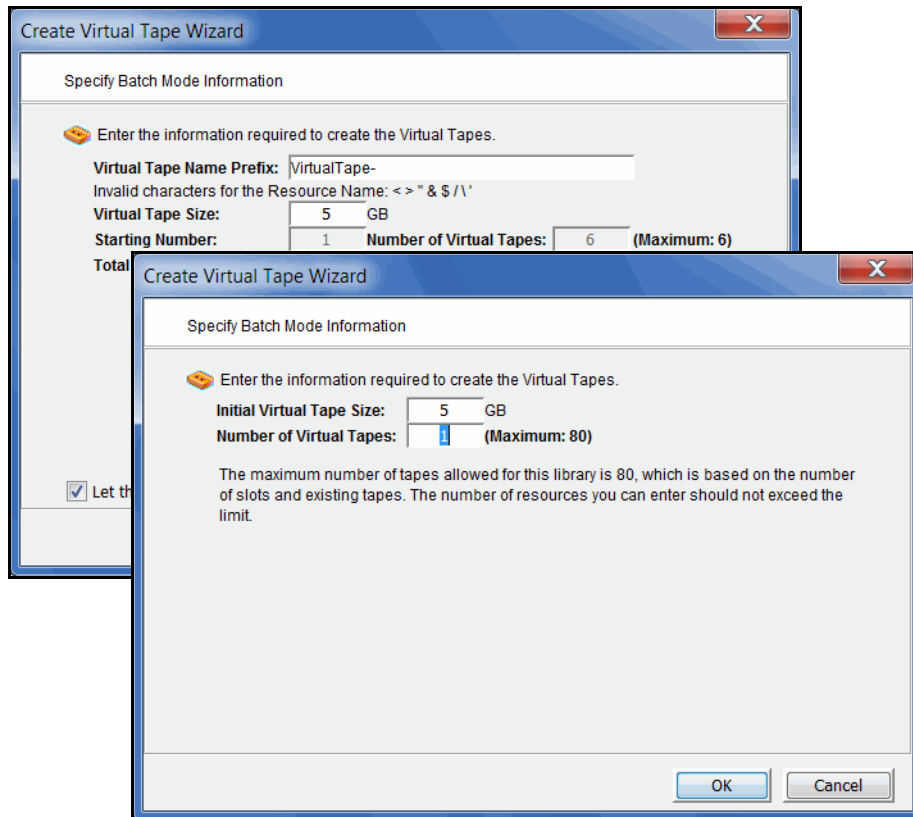 Create Virtual Tape Wizard
X
Specify Batch Mode Information
Enter the information required to create the Virtual Tapes.
Virtual Tape Name Prefix: VirtualTape-
Invalid characters for the Resource Name: < > " & $ / \ '
Virtual Tape Size: 5 GB
Starting Number: 1 Number of Virtual Tapes: 6 (Maximum: 6)
Total
Let th
Create Virtual Tape Wizard
X
Specify Batch Mode Information
Enter the information required to create the Virtual Tapes.
Initial Virtual Tape Size: 5 GB
Number of Virtual Tapes: 1 (Maximum: 80)
The maximum number of tapes allowed for this library is 80, which is based on the number
of slots and existing tapes. The number of resources you can enter should not exceed the
limit.
OK Cancel